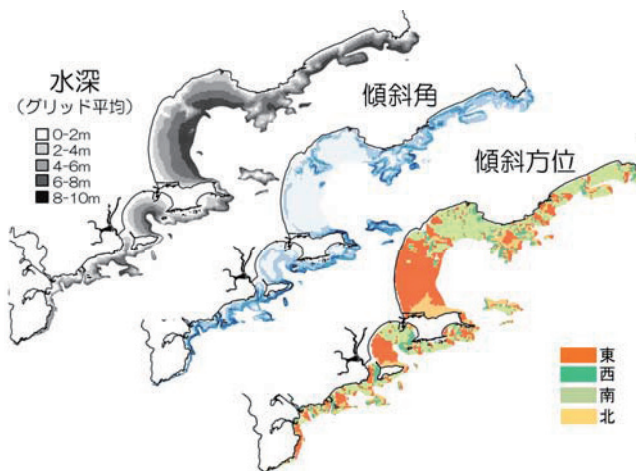 水深
(グリッド平均)
0-2m
2-4m
4-6m
6-8m
8-10m
傾斜角
傾斜方位
東
西
南
北